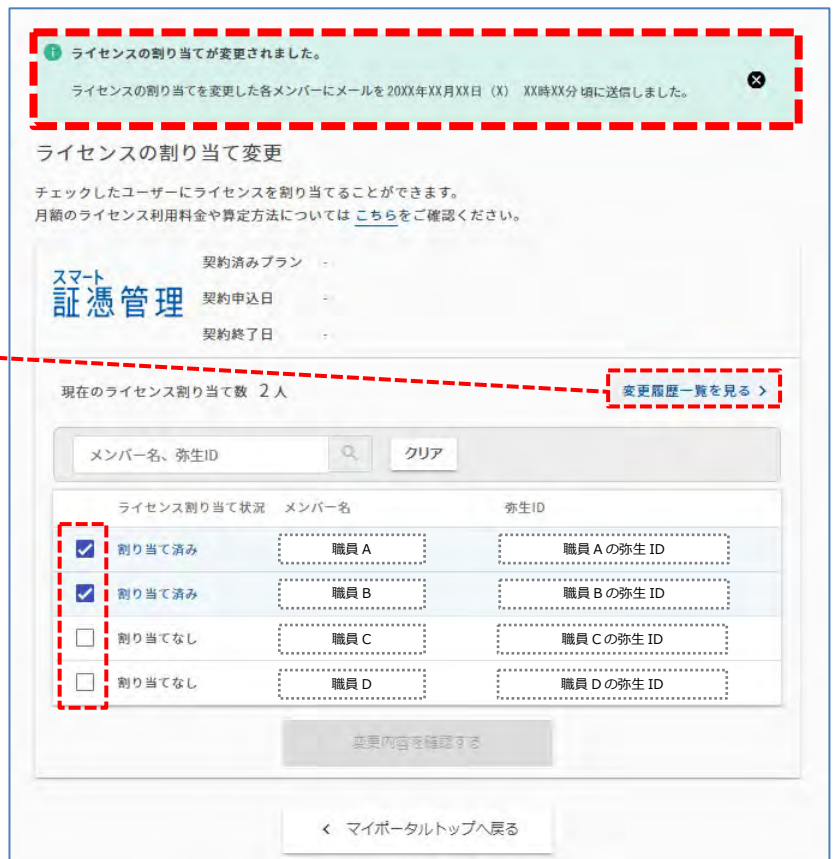 ライセンスの割り当てが変更されました。
ライセンスの割り当てを変更した各メンバーにメールを20XX年XX月XX日（X） XX時XX分頃に送信しました。
ライセンスの割り当て変更
チェックしたユーザーにライセンスを割り当てることができます。
月額のライセンス利用料金や算定方法については こちらをご確認ください。
スマート
証憑管理
契約済みプラン -
契約申込日 -
契約終了日 -
現在のライセンス割り当て数 2人
変更履歴一覧を見る >
メンバー名、弥生ID
クリア
ライセンス割り当て状況 メンバー名 弥生ID
割り当て済み 職員 A 職員 A の弥生 ID
割り当て済み 職員 B 職員 B の弥生 ID
割り当てなし 職員 C 職員 C の弥生 ID
割り当てなし 職員 D 職員 D の弥生 ID
変更内容を確認する
< マイポータルトップへ戻る